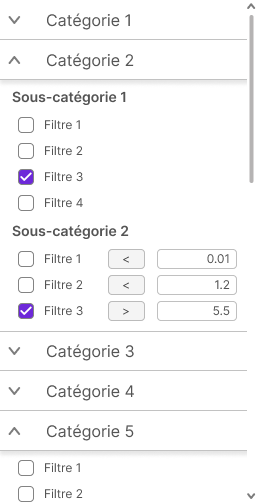 Catégorie 1
Catégorie 2
Sous-catégorie 1
Filtre 1
Filtre 2
Filtre 3
Filtre 4
Sous-catégorie 2
Filtre 1 < 0.01
Filtre 2 < 1.2
Filtre 3 > 5.5
Catégorie 3
Catégorie 4
Catégorie 5
Filtre 1
Filtre 2